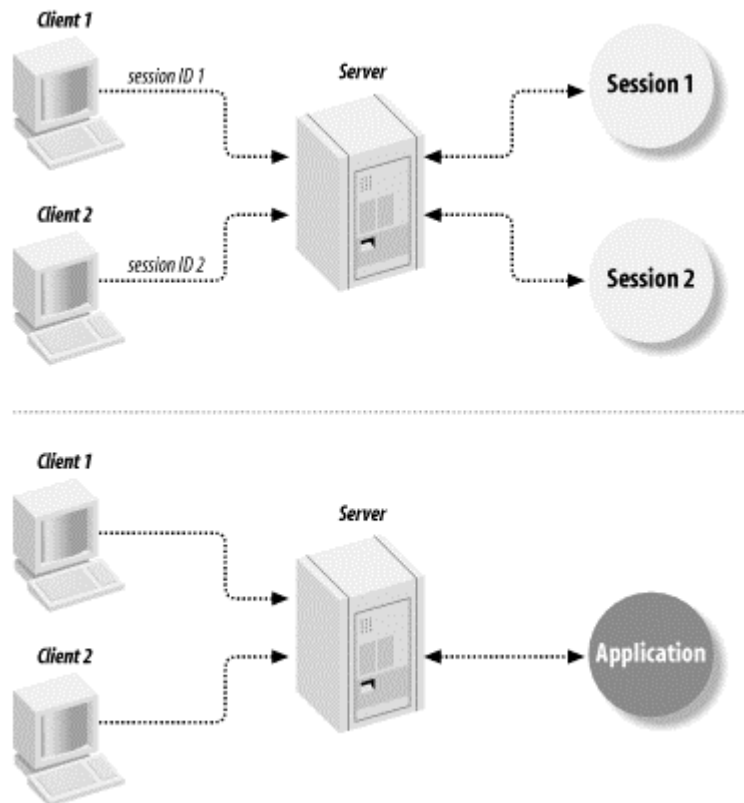 Client 1
session ID 1
Server
Session 1
Client 2
session ID 2
Session 2
Client 1
Server
Client 2
Application